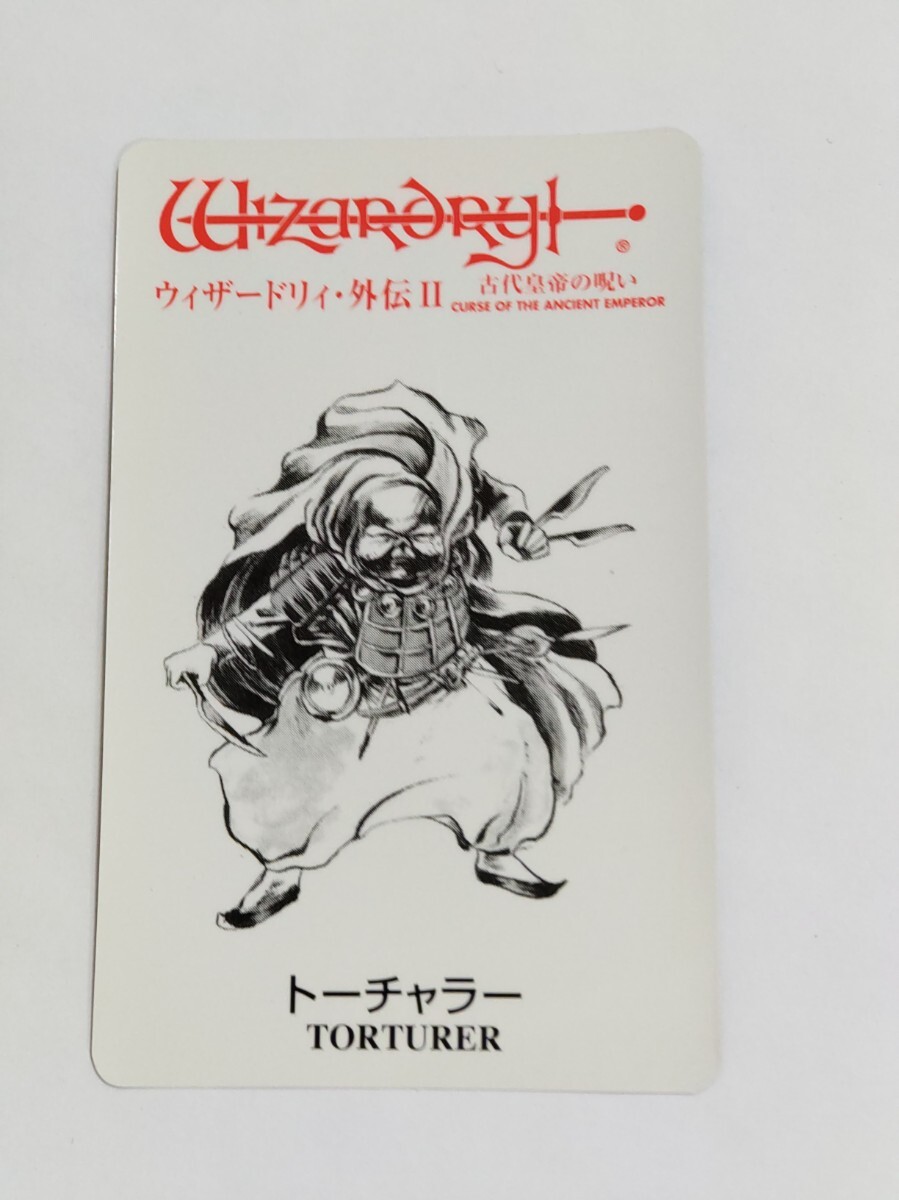 Wizardry®
ウィザードリィ・外伝 II 古代皇帝の呪い
CURSE OF THE ANCIENT EMPEROR
トーチャラー
TORTURER